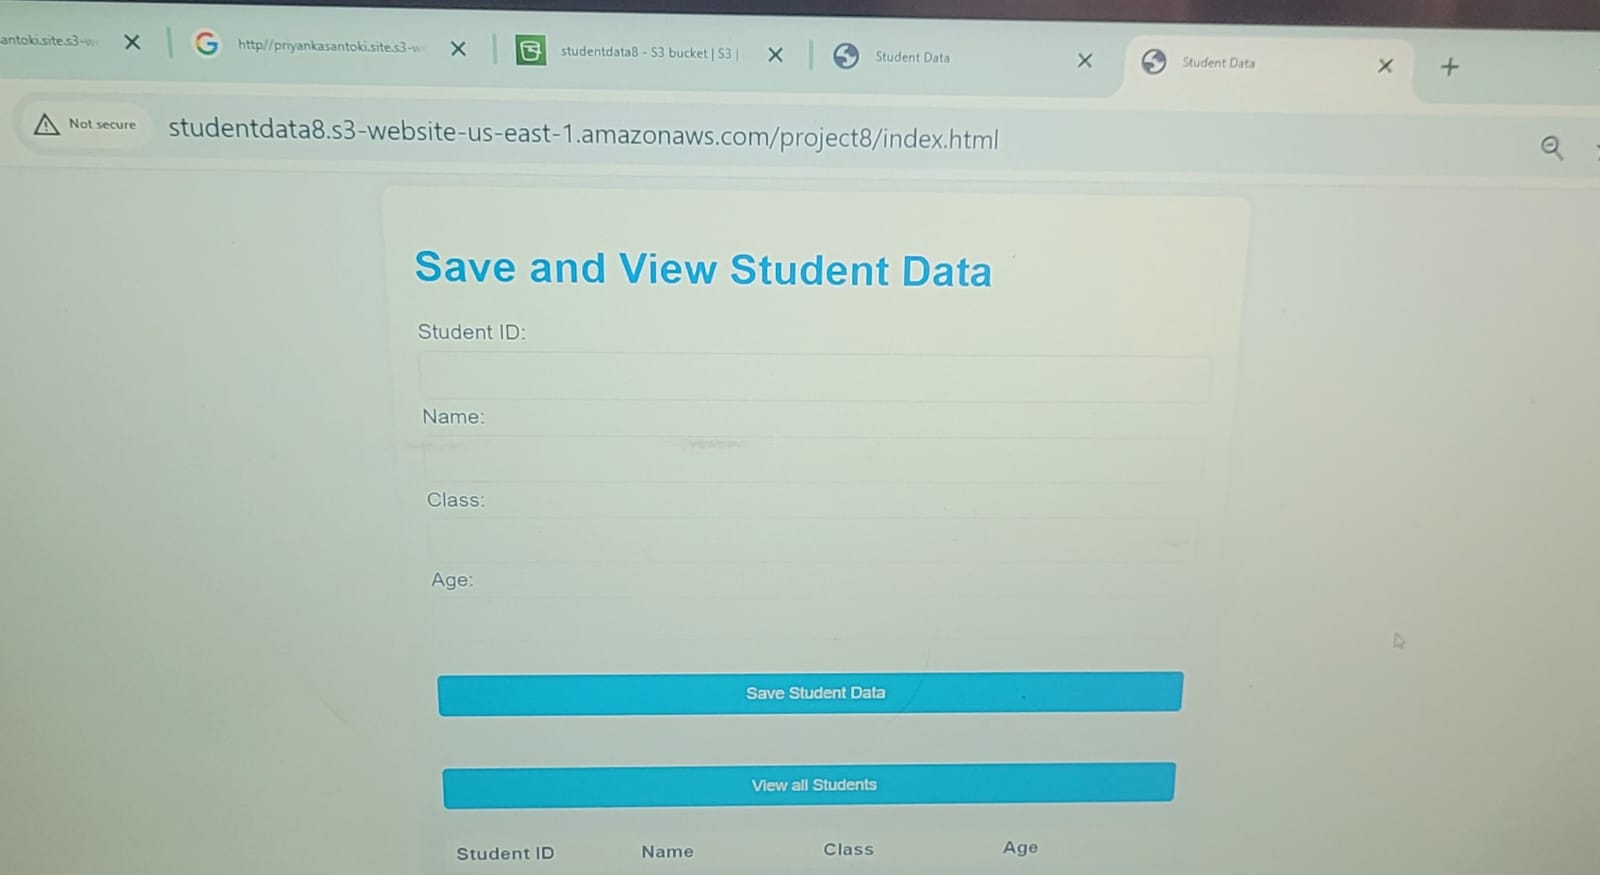 antoki.site.s3-w
http//priyankasantoki.site.s3-w
studentdata8 - S3 bucket | S3 |
Student Data
Student Data
Not secure
studentdata8.s3-website-us-east-1.amazonaws.com/project8/index.html
Save and View Student Data
Student ID:
Name:
Class:
Age:
Save Student Data
View all Students
Student ID Name Class Age